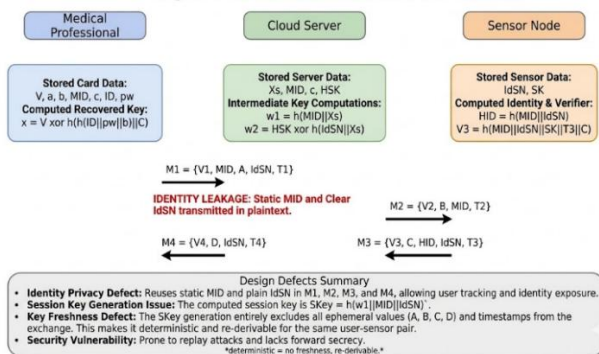 Medical
Professional
Cloud Server
Sensor Node
Stored Card Data:
V, a, b, MID, c, ID, pw
Computed Recovered Key:
x = V xor h(h(ID||pw||b)||C)
Stored Server Data:
Xs, MID, c, HSK
Intermediate Key Computations:
w1 = h(MID||Xs)
w2 = HSK xor h(IdSN||Xs)
Stored Sensor Data:
IdSN, SK
Computed Identity & Verifier:
HID = h(MID||IdSN)
V3 = h(MID||IdSN||SK||T3||C)
M1 = {V1, MID, A, IdSN, T1}
IDENTITY LEAKAGE: Static MID and Clear
IdSN transmitted in plaintext.
M2 = {V2, B, MID, T2}
M4 = {V4, D, IdSN, T4}
M3 = {V3, C, HID, IdSN, T3}
Design Defects Summary
• Identity Privacy Defect: Reuses static MID and plain IdSN in M1, M2, M3, and M4, allowing user tracking and identity exposure.
• Session Key Generation Issue: The computed session key is SKey = h(w1||MID||IdSN)`.
• Key Freshness Defect: The SKey generation entirely excludes all ephemeral values (A, B, C, D) and timestamps from the
exchange. This makes it deterministic and re-derivable for the same user-sensor pair.
• Security Vulnerability: Prone to replay attacks and lacks forward secrecy.
*deterministic = no freshness, re-derivable.*